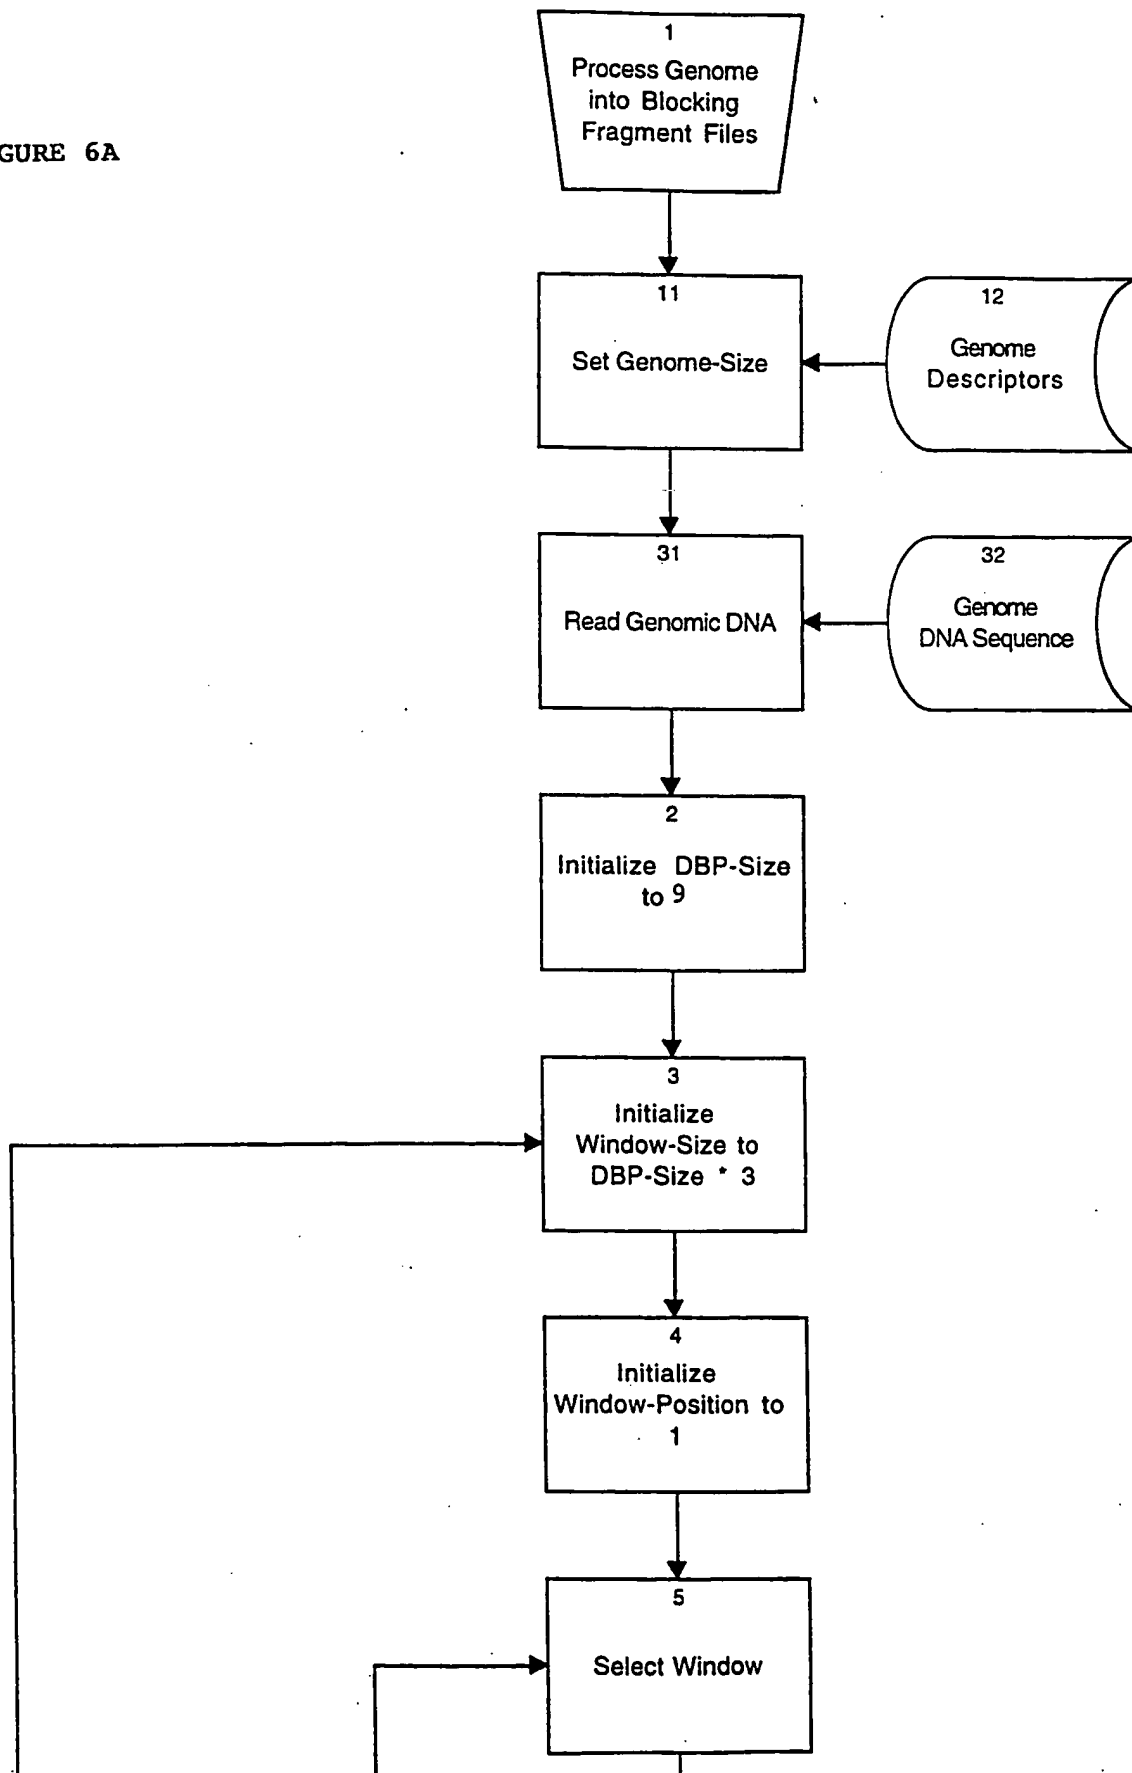 GURE 6A
1
Process Genome
into Blocking
Fragment Files
11
Set Genome-Size
12
Genome
Descriptors
31
Read Genomic DNA
32
Genome
DNA Sequence
2
Initialize DBP-Size
to 9
3
Initialize
Window-Size to
DBP-Size * 3
4
Initialize
Window-Position to
1
5
Select Window